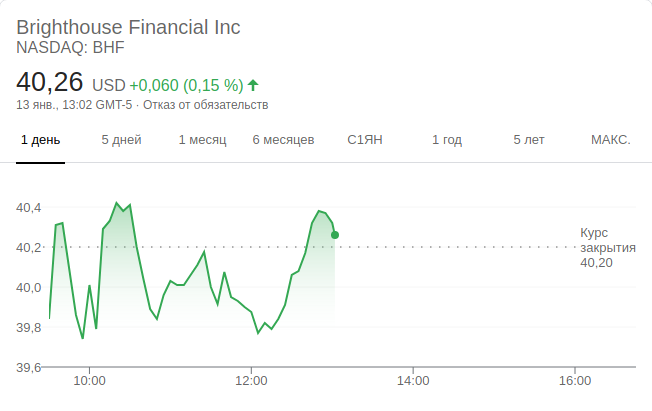 Brighthouse Financial Inc
NASDAQ: BHF
40,26 USD +0,060 (0,15 %)
13 янв., 13:02 GMT-5 · Отказ от обязательств
1 день 5 дней 1 месяц 6 месяцев С1ЯН 1 год 5 лет МАКС.
40,4
40,2
40,0
39,8
39,6
Курс
закрытия
40,20
10:00 12:00 14:00 16:00